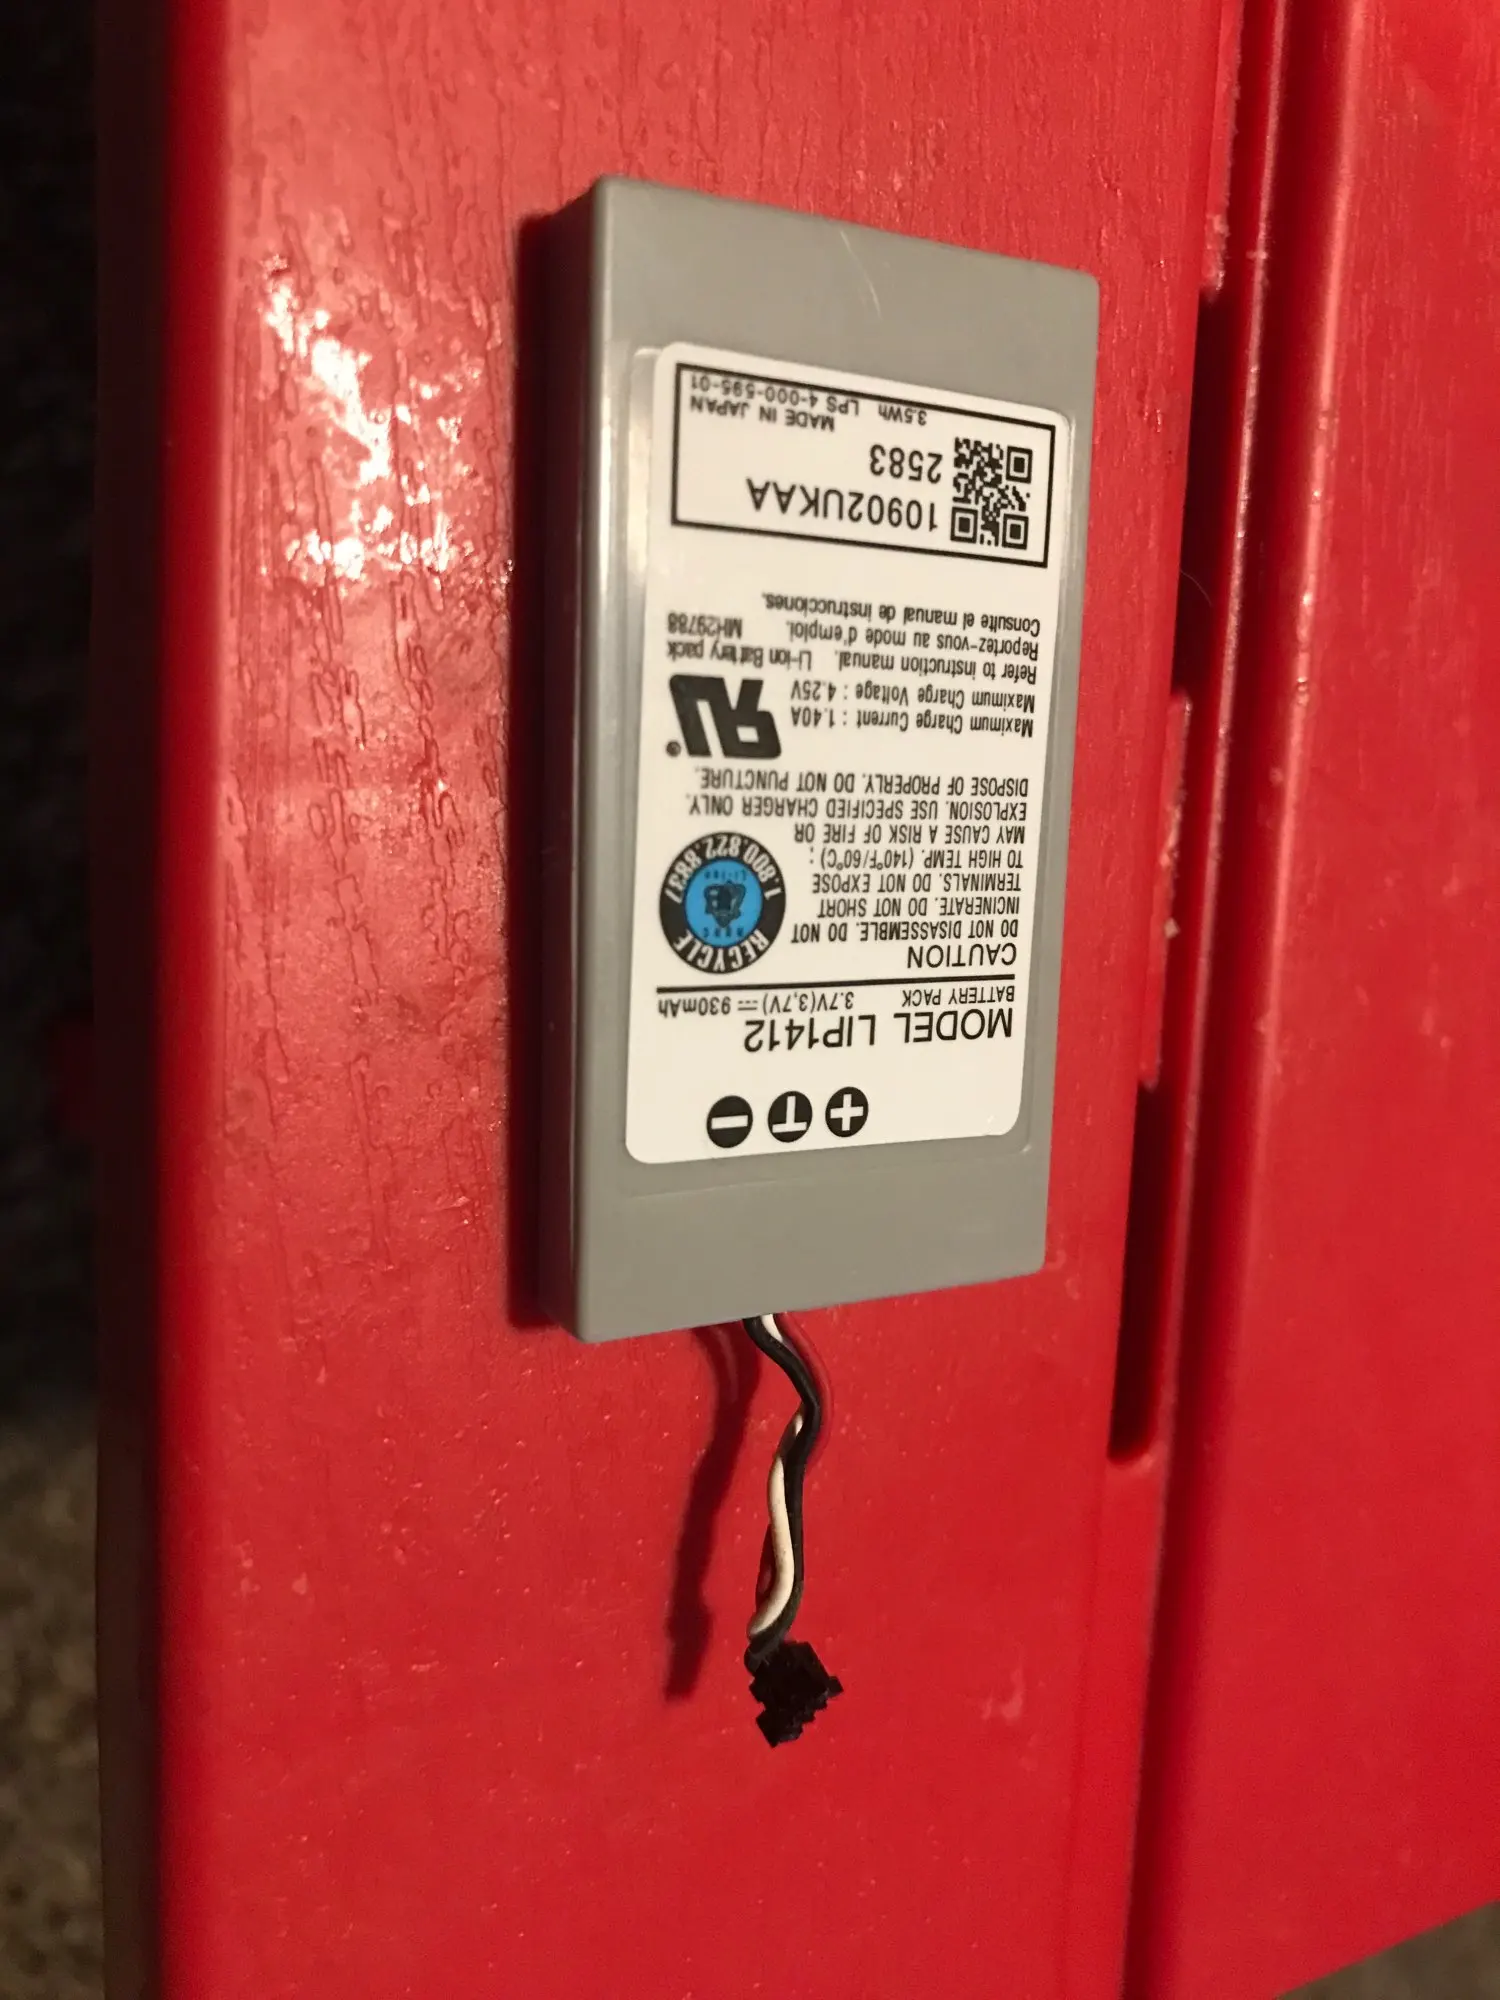 MODEL LIP1412
BATTERY PACK 3.7V(3,7V) ⎓ 930mAh
CAUTION
DO NOT DISASSEMBLE. DO NOT
INCINERATE. DO NOT SHORT
TERMINALS. DO NOT EXPOSE
TO HIGH TEMP. (140°F/60°C) :
MAY CAUSE A RISK OF FIRE OR
EXPLOSION. USE SPECIFIED CHARGER ONLY.
DISPOSE OF PROPERLY. DO NOT PUNCTURE.
RECYCLE
RBRC
Li-ion
1.800.822.8837
Maximum Charge Current : 1.40A
Maximum Charge Voltage : 4.25V
Refer to instruction manual.
Reportez-vous au mode d'emploi.
Consulte el manual de instrucciones.
RU®
Li-ion Battery pack
MH29788
10902UKAA
2583
MADE IN JAPAN
3.5Wh LPS 4-000-595-01